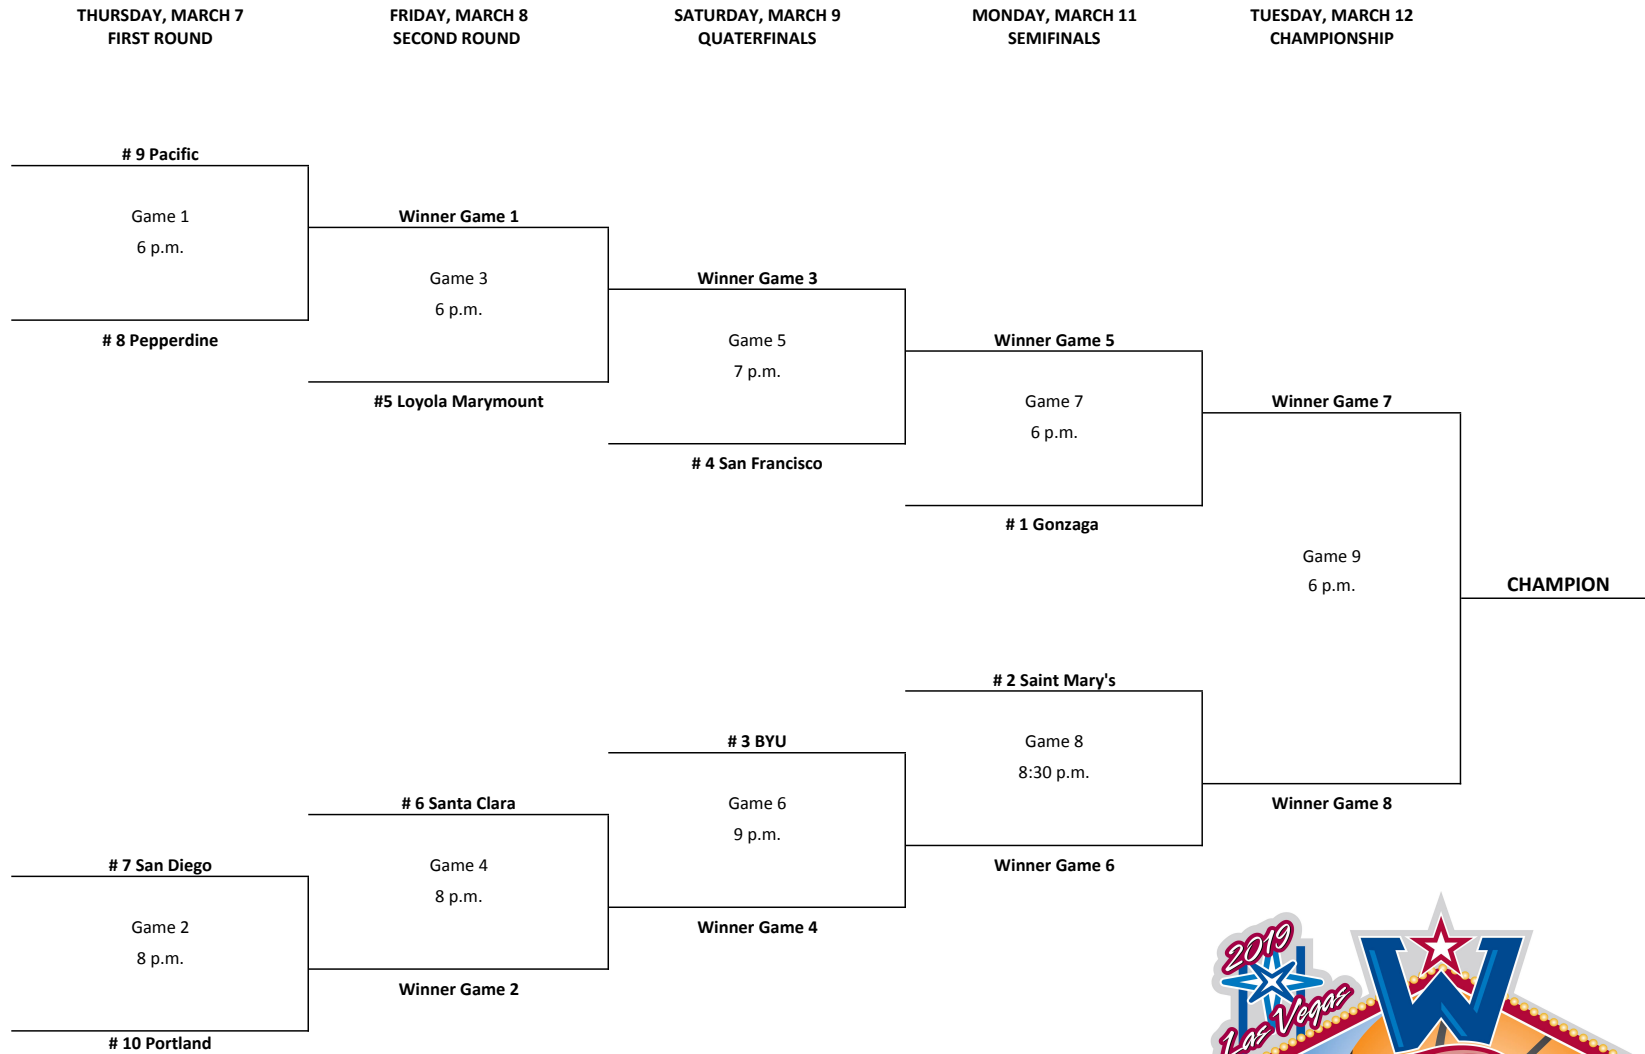 THURSDAY, MARCH 7
FIRST ROUND
FRIDAY, MARCH 8
SECOND ROUND
SATURDAY, MARCH 9
QUATERFINALS
MONDAY, MARCH 11
SEMIFINALS
TUESDAY, MARCH 12
CHAMPIONSHIP
# 9 Pacific
Game 1
6 p.m.
# 8 Pepperdine
Winner Game 1
Game 3
6 p.m.
#5 Loyola Marymount
Winner Game 3
Game 5
7 p.m.
# 4 San Francisco
Winner Game 5
Game 7
6 p.m.
# 1 Gonzaga
Winner Game 7
Game 9
6 p.m.
CHAMPION
# 2 Saint Mary's
Game 8
8:30 p.m.
Winner Game 6
Winner Game 8
# 3 BYU
Game 6
9 p.m.
Winner Game 4
# 6 Santa Clara
Game 4
8 p.m.
Winner Game 2
# 7 San Diego
Game 2
8 p.m.
# 10 Portland
2019
Las Vegas
W